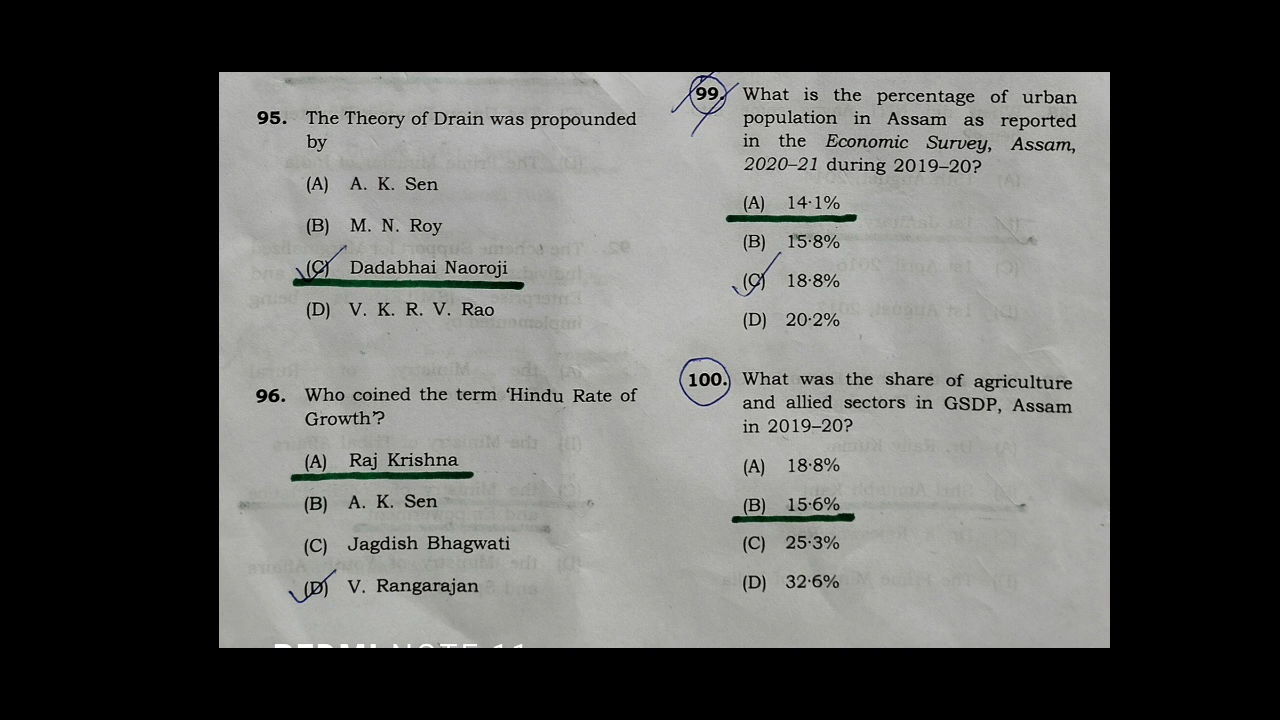 95. The Theory of Drain was propounded
by
(A) A. K. Sen
(B) M. N. Roy
(C) Dadabhai Naoroji
(D) V. K. R. V. Rao
96. Who coined the term ‘Hindu Rate of
Growth’?
(A) Raj Krishna
(B) A. K. Sen
(C) Jagdish Bhagwati
(D) V. Rangarajan
99. What is the percentage of urban
population in Assam as reported
in the Economic Survey, Assam,
2020–21 during 2019–20?
(A) 14·1%
(B) 15·8%
(C) 18·8%
(D) 20·2%
100. What was the share of agriculture
and allied sectors in GSDP, Assam
in 2019–20?
(A) 18·8%
(B) 15·6%
(C) 25·3%
(D) 32·6%